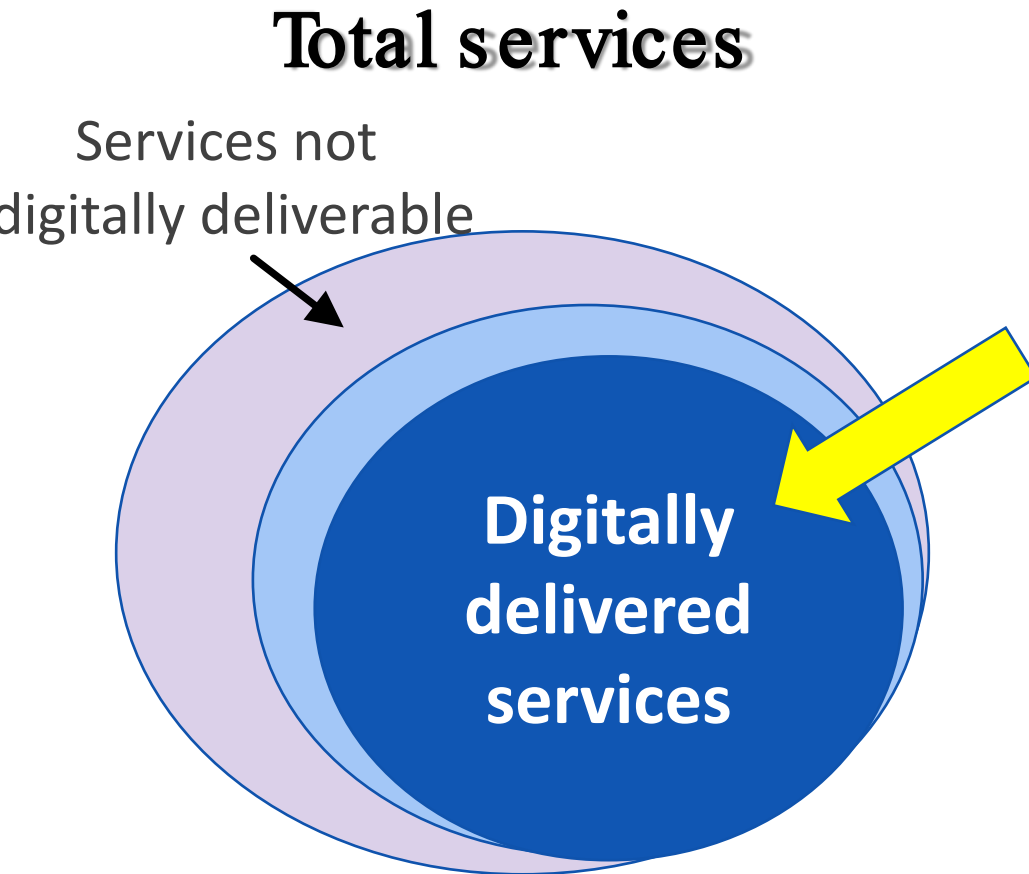 Total services
Services not
digitally deliverable
Digitally
delivered
services